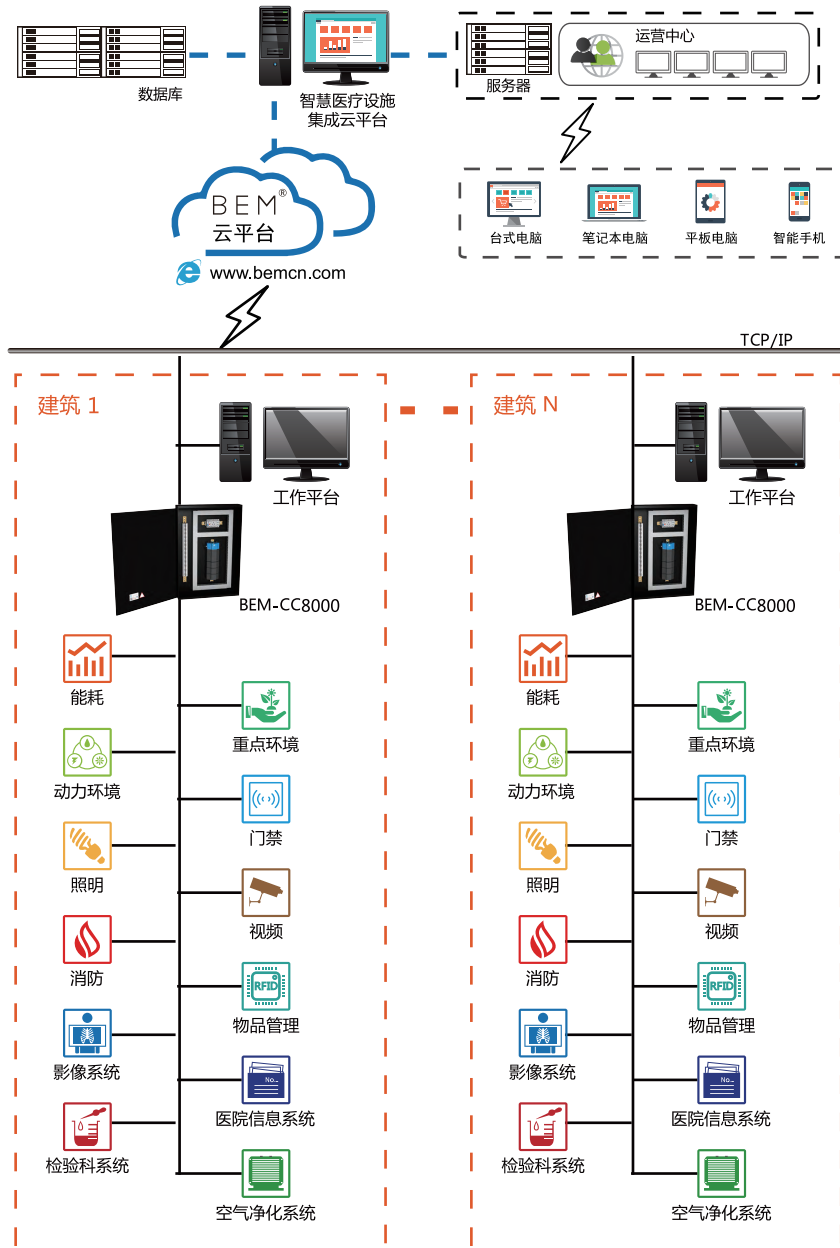 数据库
智慧医疗设施
集成云平台
服务器
运营中心
BEM®
云平台
www.bemcn.com
台式电脑
笔记本电脑
平板电脑
智能手机
TCP/IP
建筑 1
工作平台
BEM-CC8000
能耗
重点环境
动力环境
门禁
照明
视频
消防
RFID
物品管理
影像系统
No..
医院信息系统
检验科系统
空气净化系统
建筑 N
工作平台
BEM-CC8000
能耗
重点环境
动力环境
门禁
照明
视频
消防
RFID
物品管理
影像系统
No..
医院信息系统
检验科系统
空气净化系统